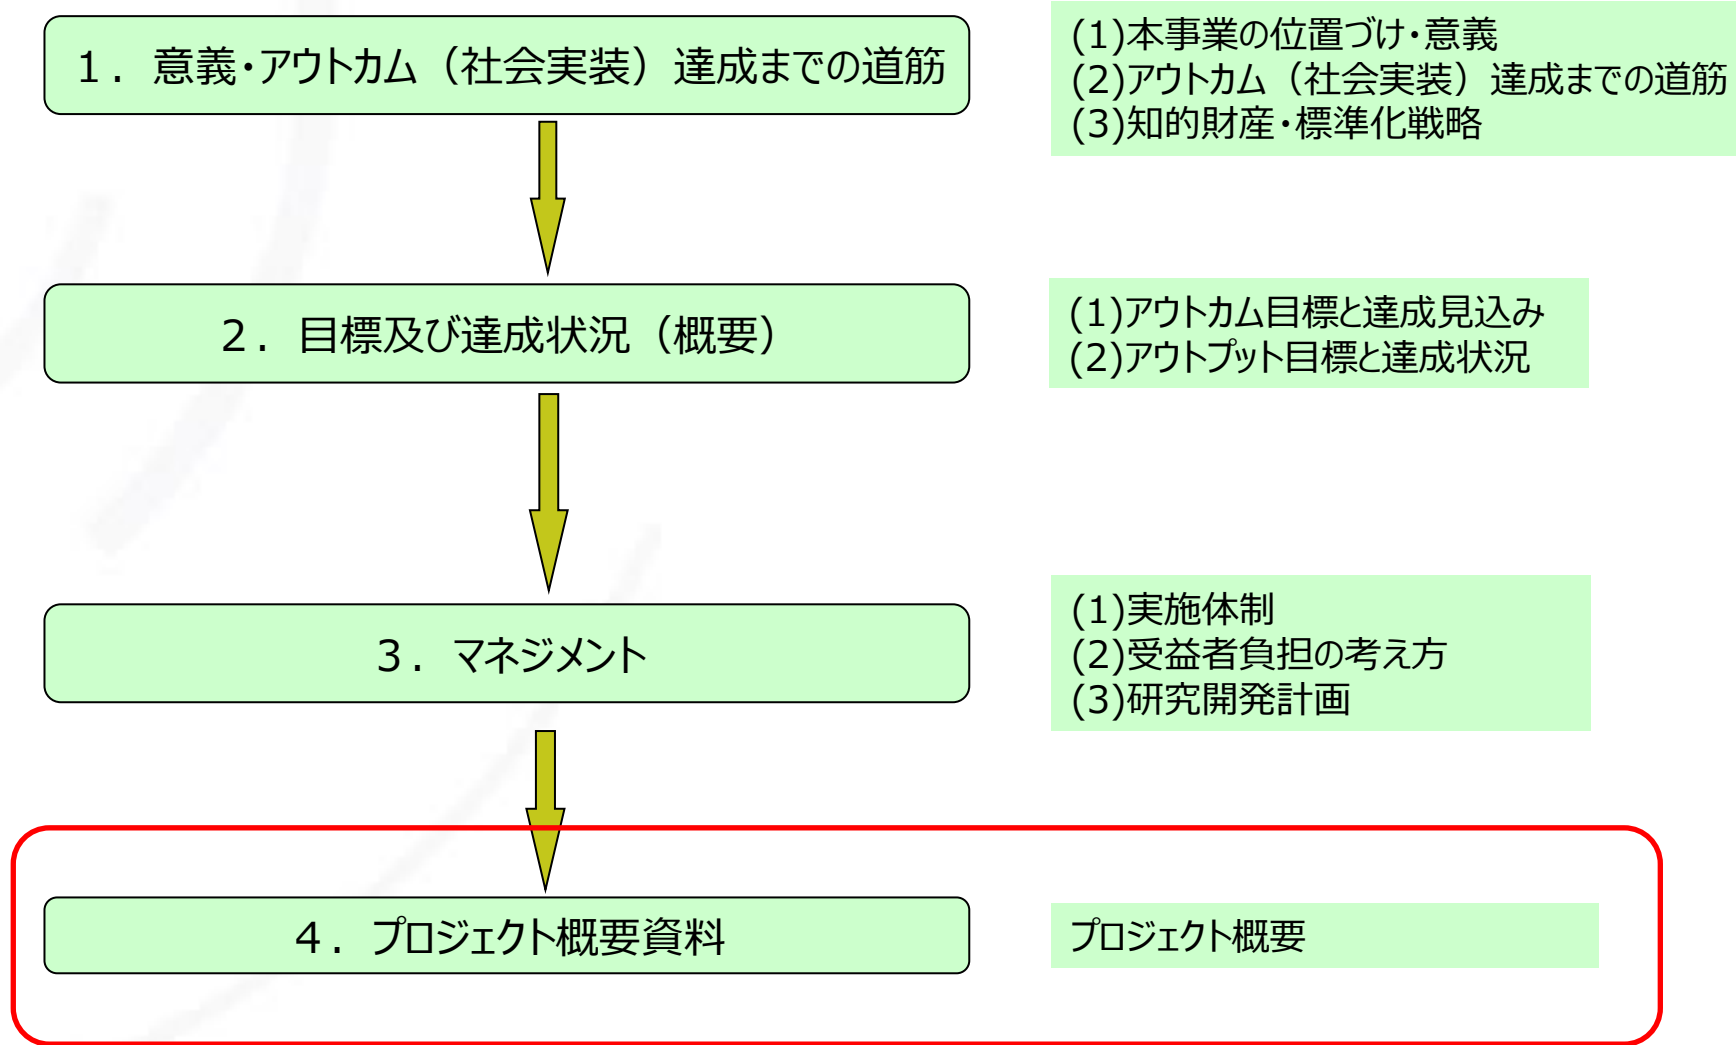 １．意義・アウトカム（社会実装）達成までの道筋
(1)本事業の位置づけ・意義
(2)アウトカム（社会実装）達成までの道筋
(3)知的財産・標準化戦略
２．目標及び達成状況（概要）
(1)アウトカム目標と達成見込み
(2)アウトプット目標と達成状況
３．マネジメント
(1)実施体制
(2)受益者負担の考え方
(3)研究開発計画
４．プロジェクト概要資料
プロジェクト概要